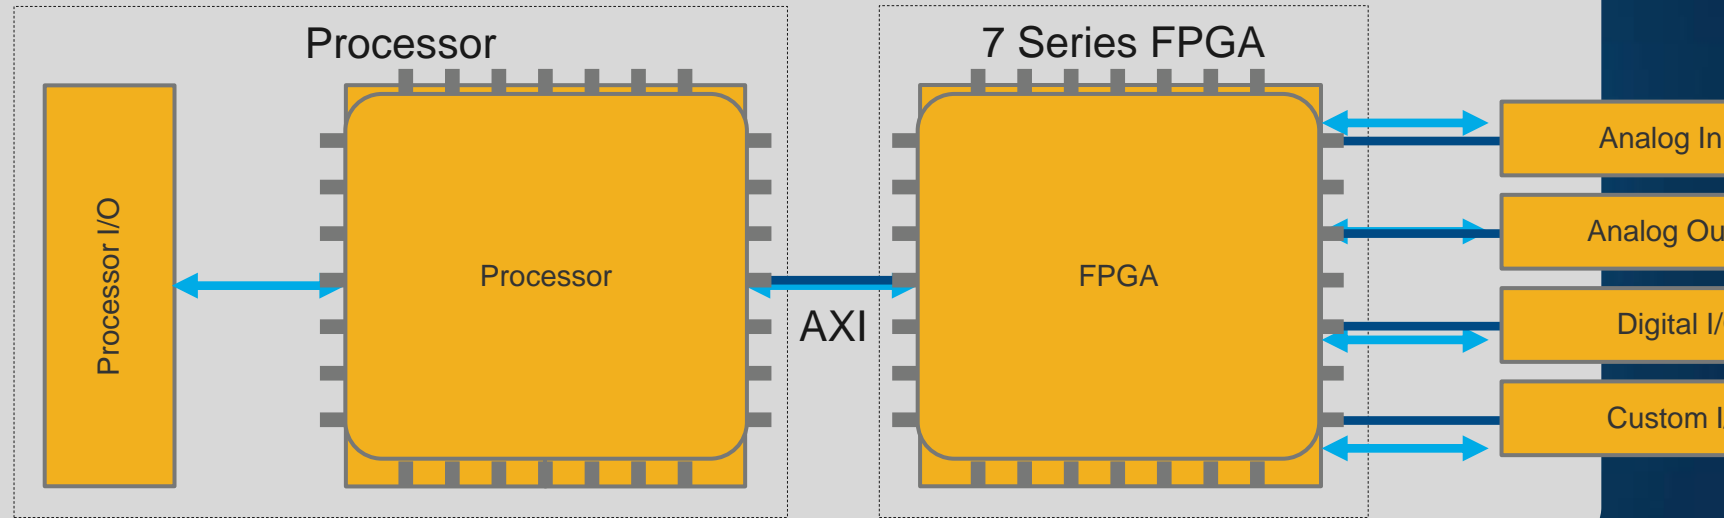 Processor
7 Series FPGA
Processor I/O
Processor
AXI
FPGA
Analog In
Analog Ou
Digital I/
Custom I/